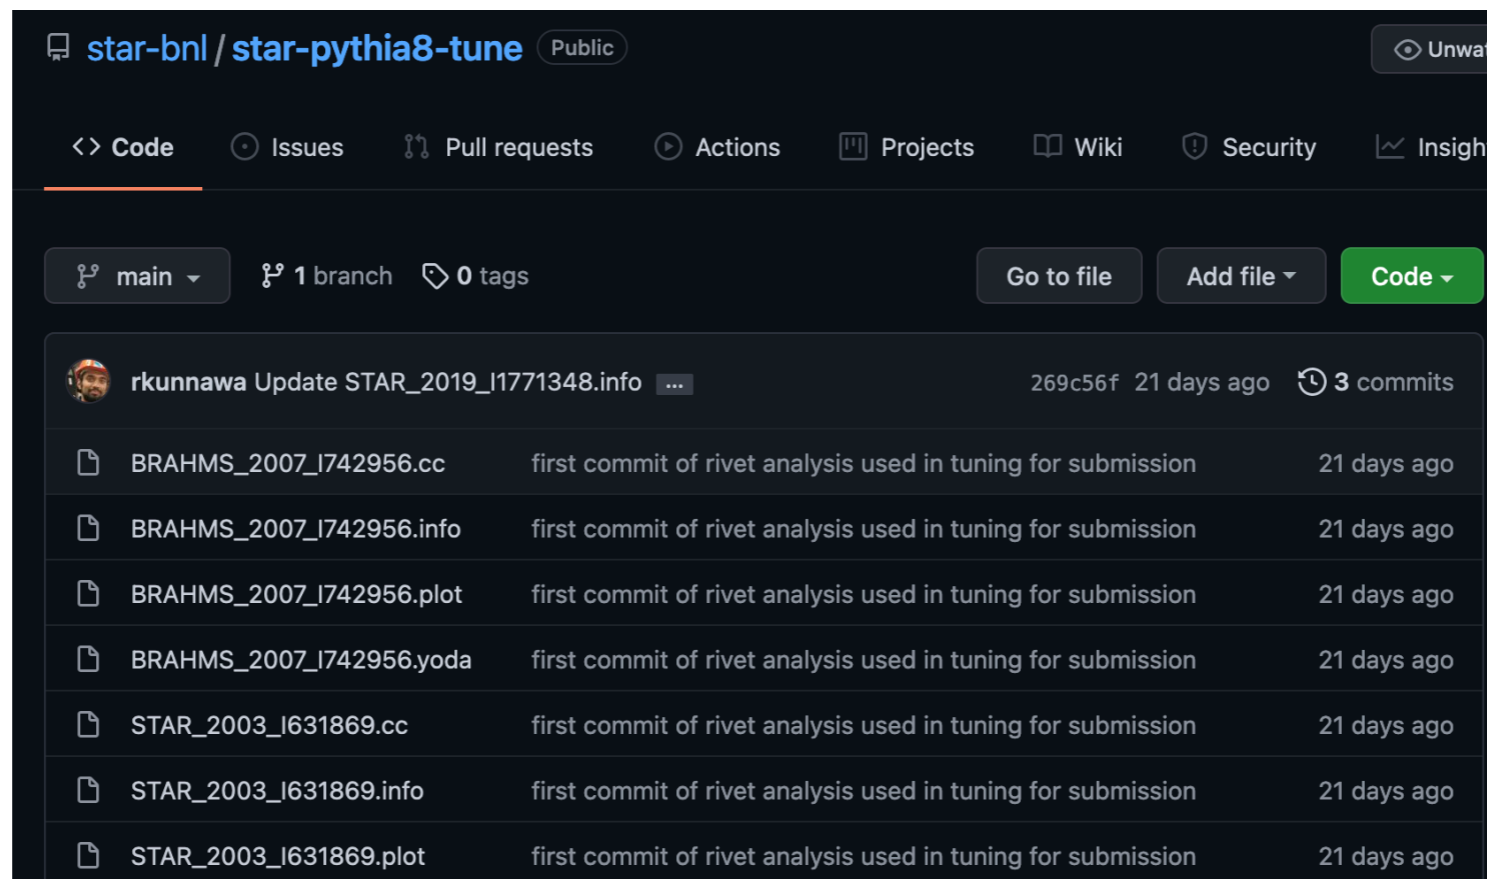 star-bnl / star-pythia8-tune Public Unwa
Code Issues Pull requests Actions Projects Wiki Security Insigh
main 1 branch 0 tags Go to file Add file Code
rkunnawa Update STAR_2019_I1771348.info ... 269c56f 21 days ago 3 commits
BRAHMS_2007_I742956.cc first commit of rivet analysis used in tuning for submission 21 days ago
BRAHMS_2007_I742956.info first commit of rivet analysis used in tuning for submission 21 days ago
BRAHMS_2007_I742956.plot first commit of rivet analysis used in tuning for submission 21 days ago
BRAHMS_2007_I742956.yoda first commit of rivet analysis used in tuning for submission 21 days ago
STAR_2003_I631869.cc first commit of rivet analysis used in tuning for submission 21 days ago
STAR_2003_I631869.info first commit of rivet analysis used in tuning for submission 21 days ago
STAR_2003_I631869.plot first commit of rivet analysis used in tuning for submission 21 days ago